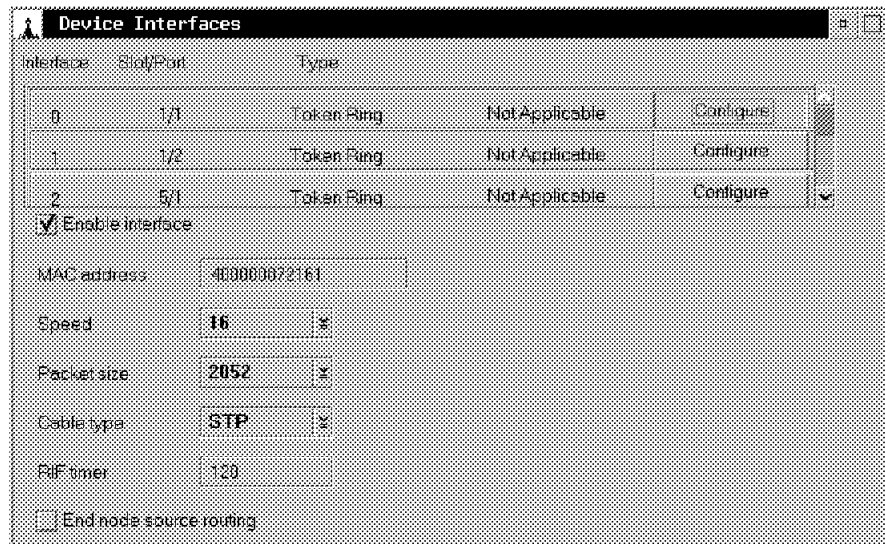 Device Interfaces
Interface Slot/Port Type
0 1/1 Token Ring Not Applicable Configure
1 1/2 Token Ring Not Applicable Configure
2 5/1 Token Ring Not Applicable Configure
Enable interface
MAC address 400000072161
Speed 16
Packet size 2052
Cable type STP
RIF timer 120
End node source routing